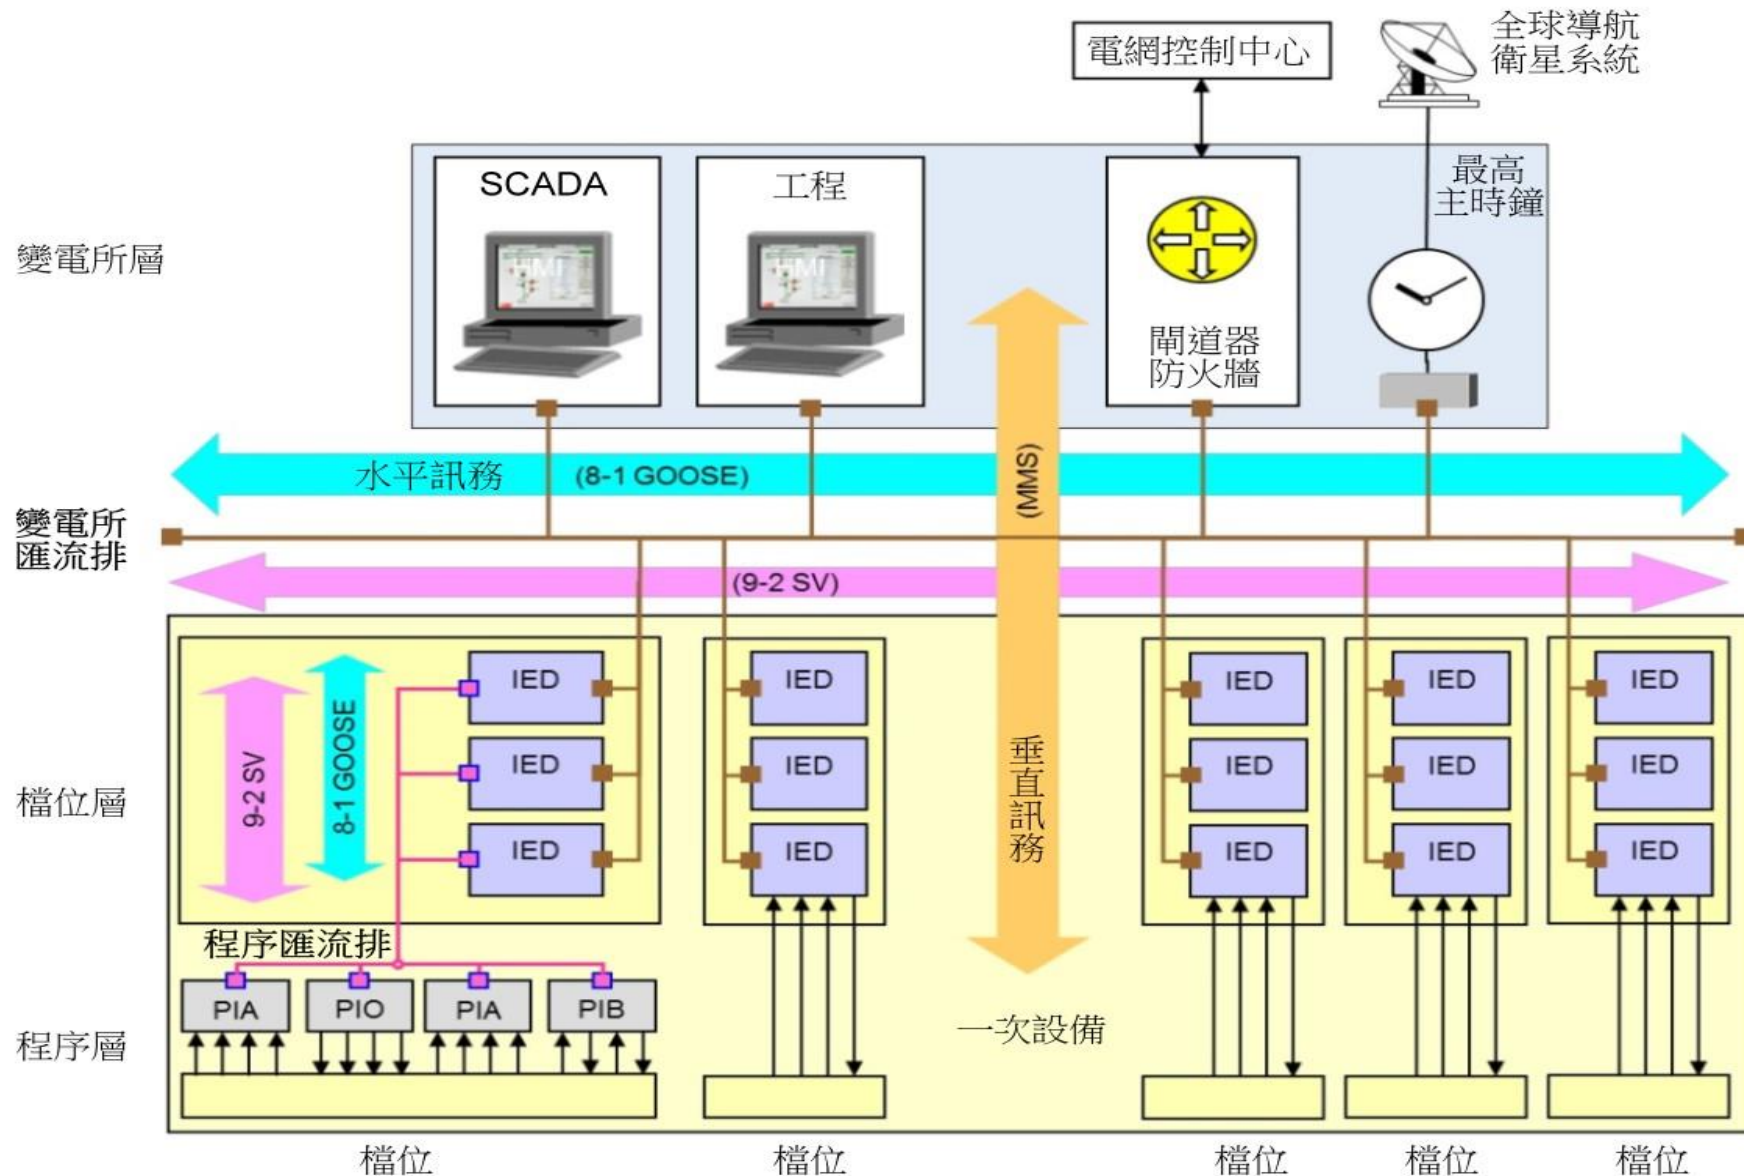 電網控制中心
全球導航
衛星系統
SCADA
工程
最高
主時鐘
變電所層
HMI
HMI
閘道器
防火牆
水平訊務 (8-1 GOOSE)
(MMS)
變電所
匯流排
(9-2 SV)
IED
IED
IED
IED
IED
9-2 SV
8-1 GOOSE
IED
IED
IED
IED
IED
垂直訊務
檔位層
IED
IED
IED
IED
IED
程序匯流排
PIA
PIO
PIA
PIB
程序層
一次設備
檔位
檔位
檔位
檔位
檔位